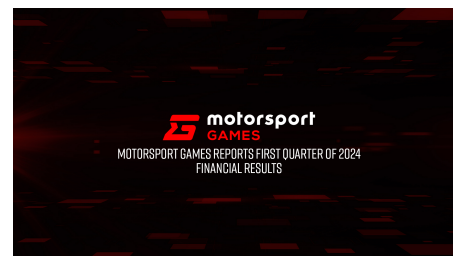 motorsport
GAMES
MOTORSPORT GAMES REPORTS FIRST QUARTER OF 2024
FINANCIAL RESULTS